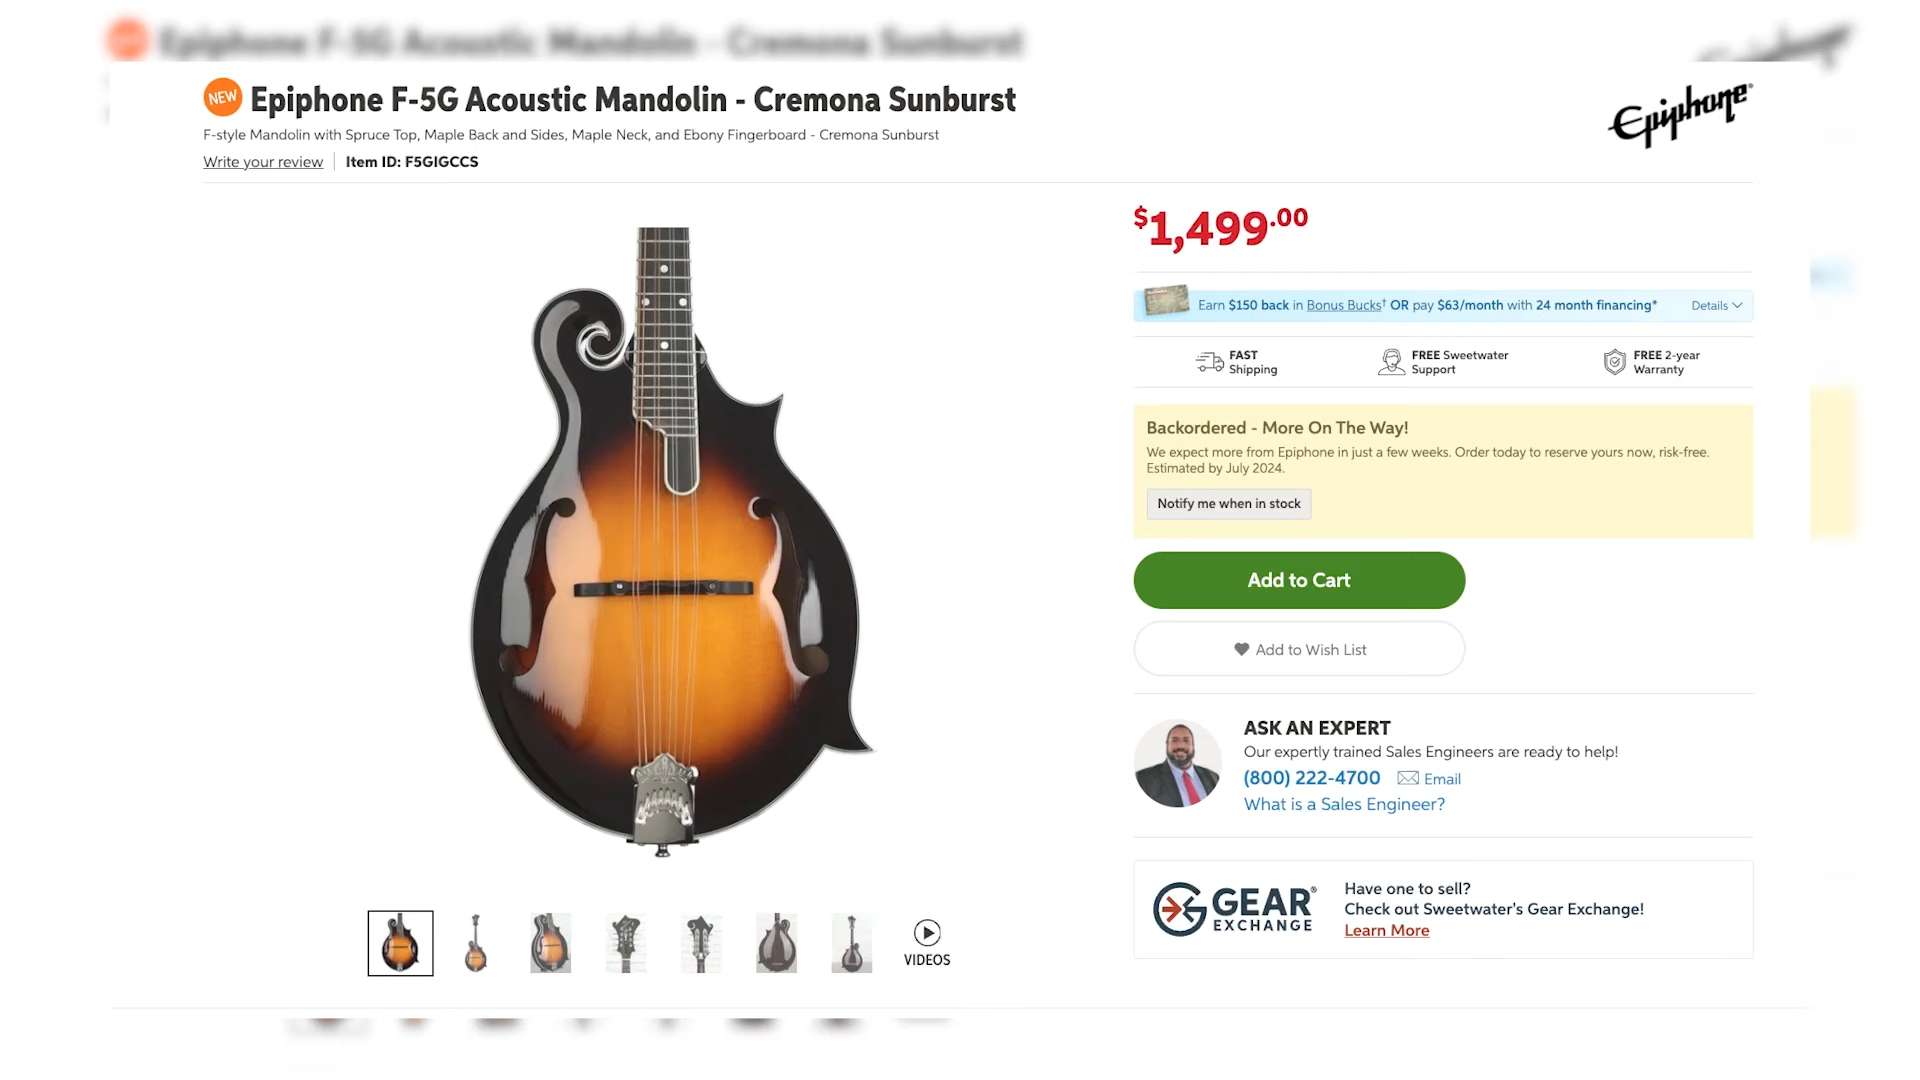 Epiphone F-5G Acoustic Mandolin - Cremona Sunburst
NEW Epiphone F-5G Acoustic Mandolin - Cremona Sunburst
Epiphone
F-style Mandolin with Spruce Top, Maple Back and Sides, Maple Neck, and Ebony Fingerboard - Cremona Sunburst
Write your review Item ID: F5GIGCCS
$1,499.00
Earn $150 back in Bonus Bucks† OR pay $63/month with 24 month financing* Details
FAST
Shipping
FREE Sweetwater
Support
FREE 2-year
Warranty
Backordered - More On The Way!
We expect more from Epiphone in just a few weeks. Order today to reserve yours now, risk-free.
Estimated by July 2024.
Notify me when in stock
Add to Cart
Add to Wish List
ASK AN EXPERT
Our expertly trained Sales Engineers are ready to help!
(800) 222-4700 Email
What is a Sales Engineer?
GEAR®
EXCHANGE
Have one to sell?
Check out Sweetwater's Gear Exchange!
Learn More
VIDEOS